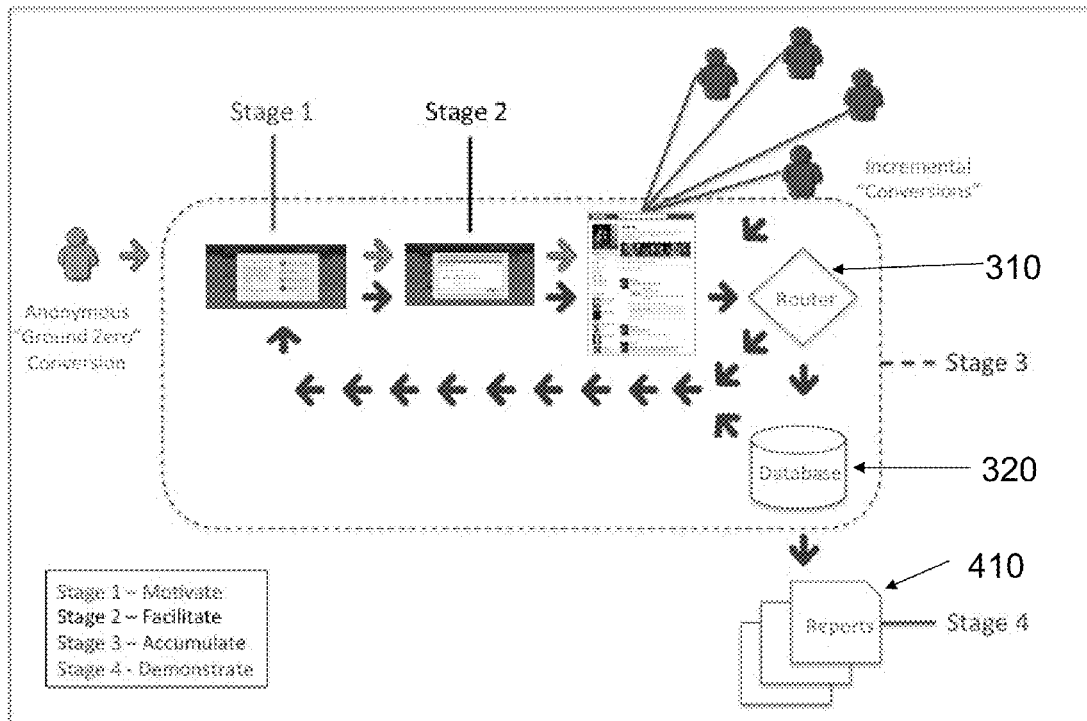 Stage 1
Stage 2
Incremental
"Conversions"
310
Router
Anonymous
"Ground Zero"
Conversion
Stage 3
Database
320
410
Reports
Stage 4
Stage 1 – Motivate
Stage 2 – Facilitate
Stage 3 – Accumulate
Stage 4 - Demonstrate